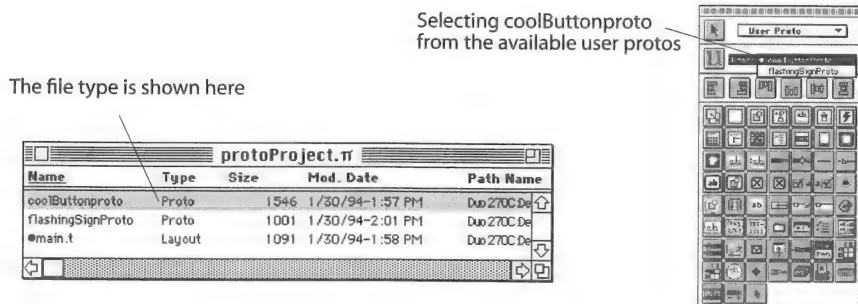 Selecting coolButtonproto
from the available user protos
User Proto
flashingSignProto
The file type is shown here
protoProject.π
Name Type Size Mod. Date Path Name
coolButtonproto Proto 1546 1/30/94-1:57 PM Duo 270C:De
flashingSignProto Proto 1001 1/30/94-2:01 PM Duo 270C:De
●main.t Layout 1091 1/30/94-1:58 PM Duo 270C:De